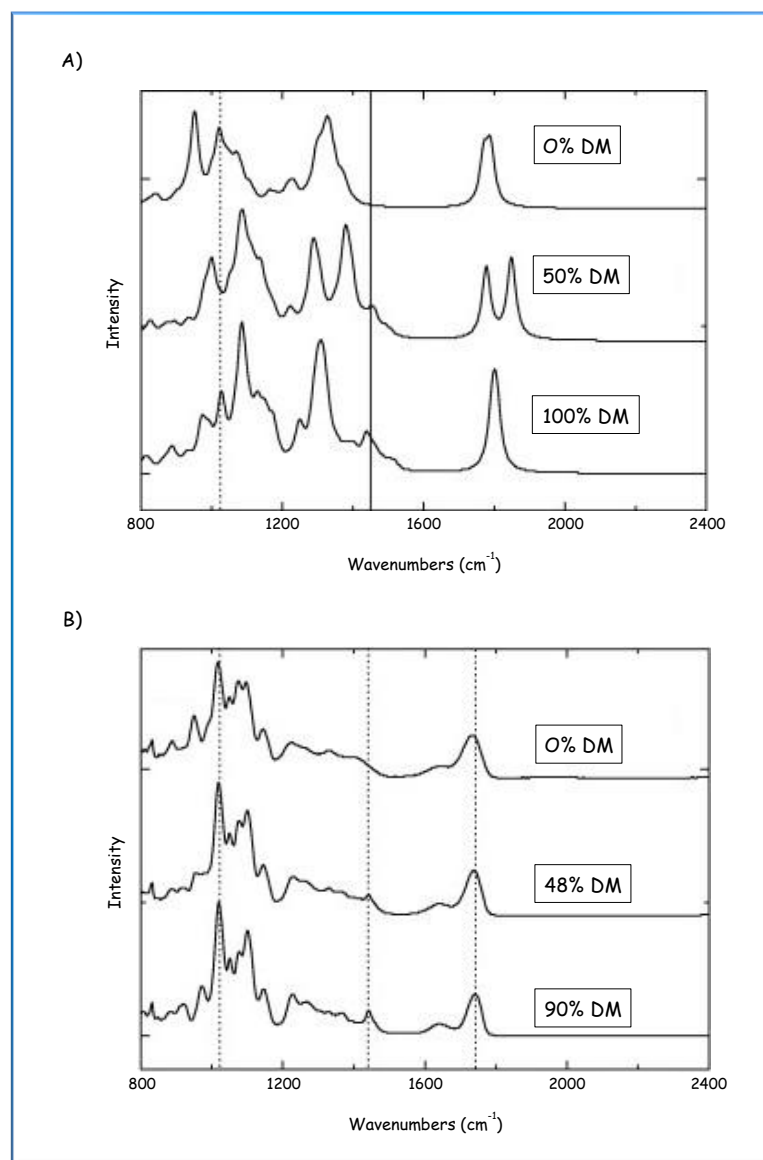 A)
0% DM
50% DM
100% DM
Intensity
800 1200 1600 2000 2400
Wavenumbers (cm-1)
B)
0% DM
48% DM
90% DM
Intensity
800 1200 1600 2000 2400
Wavenumbers (cm-1)